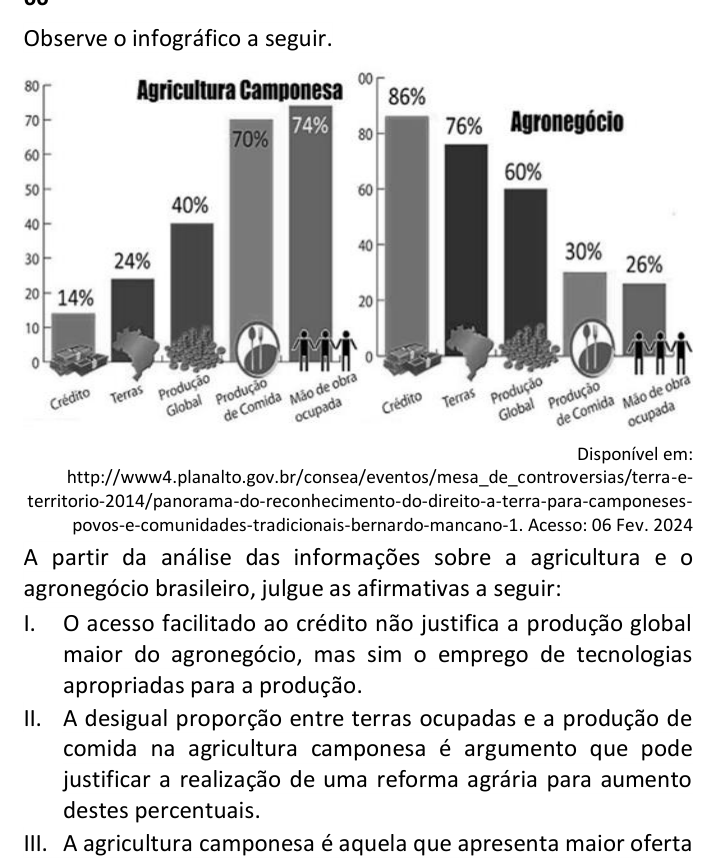 Observe o infográfico a seguir.
Agricultura Camponesa
80
70
60
50
40
30
20
10
0
14%
24%
40%
70%
74%
Crédito
Terras
Produção
Global
Produção
de Comida
Mão de obra
ocupada
Agronegócio
00
80
60
40
20
0
86%
76%
60%
30%
26%
Crédito
Terras
Produção
Global
Produção
de Comida
Mão de obra
ocupada
Disponível em:
http://www4.planalto.gov.br/consea/eventos/mesa_de_controversias/terra-e-
territorio-2014/panorama-do-reconhecimento-do-direito-a-terra-para-camponeses-
povos-e-comunidades-tradicionais-bernardo-mancano-1. Acesso: 06 Fev. 2024
A partir da análise das informações sobre a agricultura e o
agronegócio brasileiro, julgue as afirmativas a seguir:
I. O acesso facilitado ao crédito não justifica a produção global
maior do agronegócio, mas sim o emprego de tecnologias
apropriadas para a produção.
II. A desigual proporção entre terras ocupadas e a produção de
comida na agricultura camponesa é argumento que pode
justificar a realização de uma reforma agrária para aumento
destes percentuais.
III. A agricultura camponesa é aquela que apresenta maior oferta